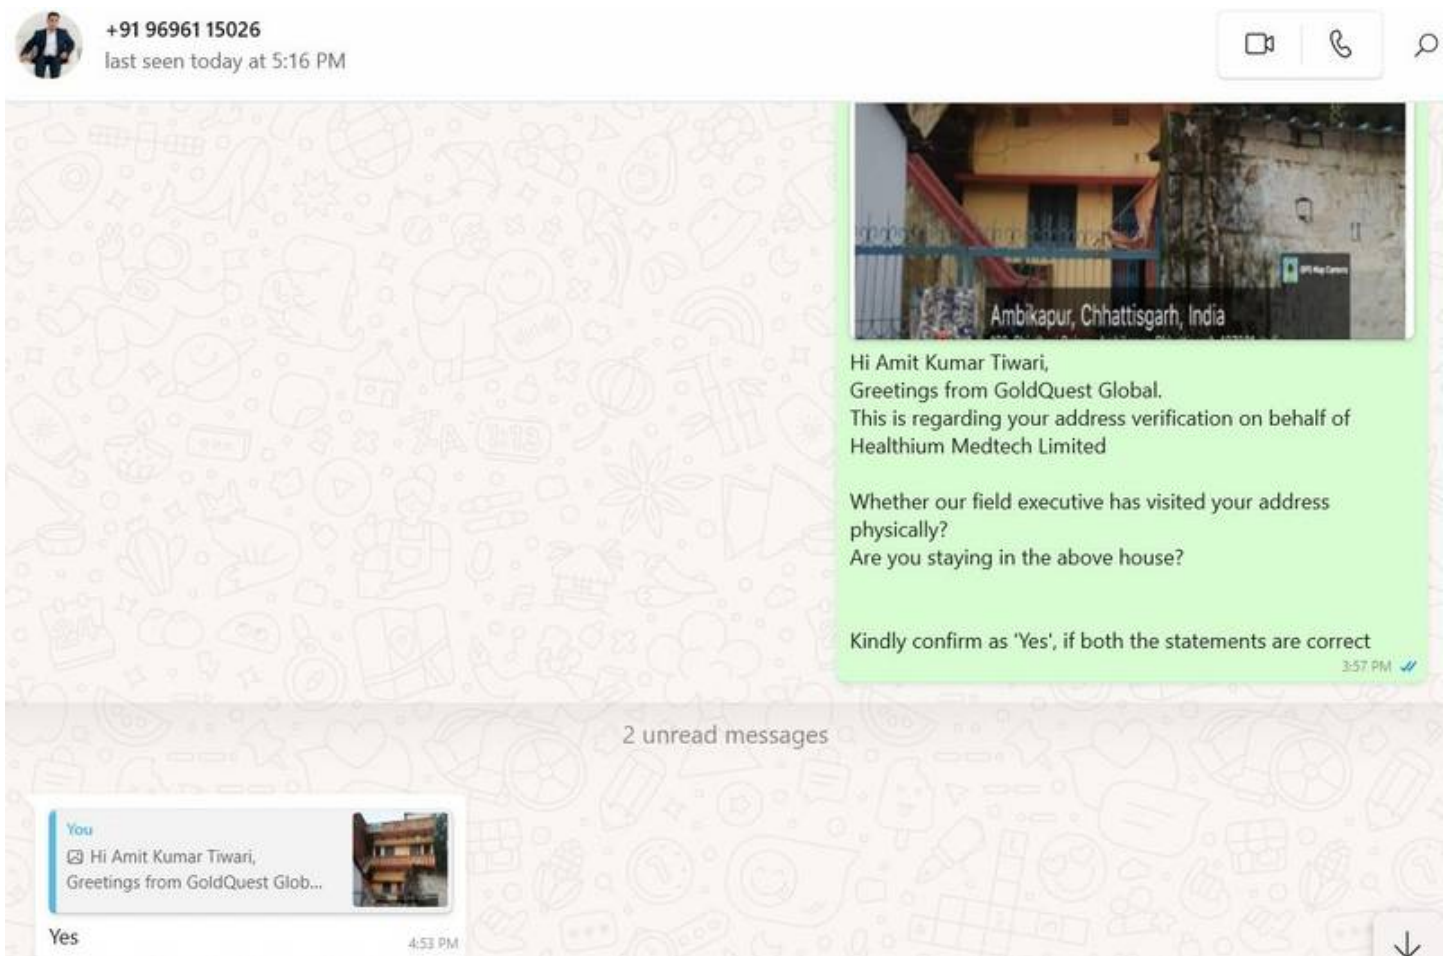 +91 96961 15026
last seen today at 5:16 PM
GPS Map Camera
Ambikapur, Chhattisgarh, India
Hi Amit Kumar Tiwari,
Greetings from GoldQuest Global.
This is regarding your address verification on behalf of
Healthium Medtech Limited
Whether our field executive has visited your address
physically?
Are you staying in the above house?
Kindly confirm as 'Yes', if both the statements are correct
3:57 PM
2 unread messages
You
Hi Amit Kumar Tiwari,
Greetings from GoldQuest Glob...
Yes
4:53 PM